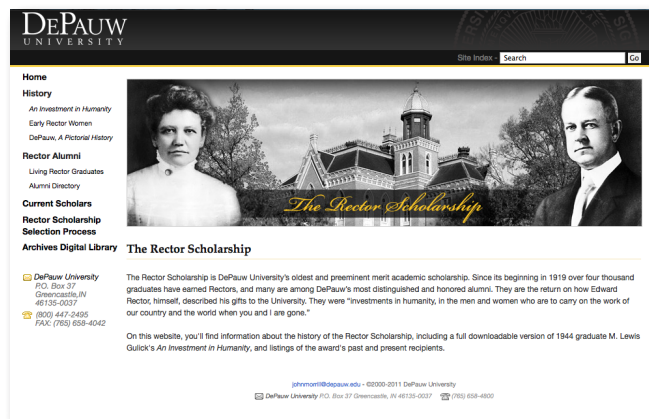 DEPAUW
UNIVERSITY
Site Index - Search Go
Home
History
An Investment in Humanity
Early Rector Women
DePauw, A Pictorial History
Rector Alumni
Living Rector Graduates
Alumni Directory
Current Scholars
Rector Scholarship
Selection Process
Archives Digital Library
DePauw University
P.O. Box 37
Greencastle,IN
46135-0037
(800) 447-2495
FAX: (765) 658-4042
The Rector Scholarship
The Rector Scholarship
The Rector Scholarship is DePauw University's oldest and preeminent merit academic scholarship. Since its beginning in 1919 over four thousand
graduates have earned Rectors, and many are among DePauw's most distinguished and honored alumni. They are the return on how Edward
Rector, himself, described his gifts to the University. They were "investments in humanity, in the men and women who are to carry on the work of
our country and the world when you and I are gone."
On this website, you'll find information about the history of the Rector Scholarship, including a full downloadable version of 1944 graduate M. Lewis
Gulick's An Investment in Humanity, and listings of the award's past and present recipients.
johnmorrill@depauw.edu - ©2000-2011 DePauw University
DePauw University P.O. Box 37 Greencastle, IN 46135-0037 (765) 658-4800